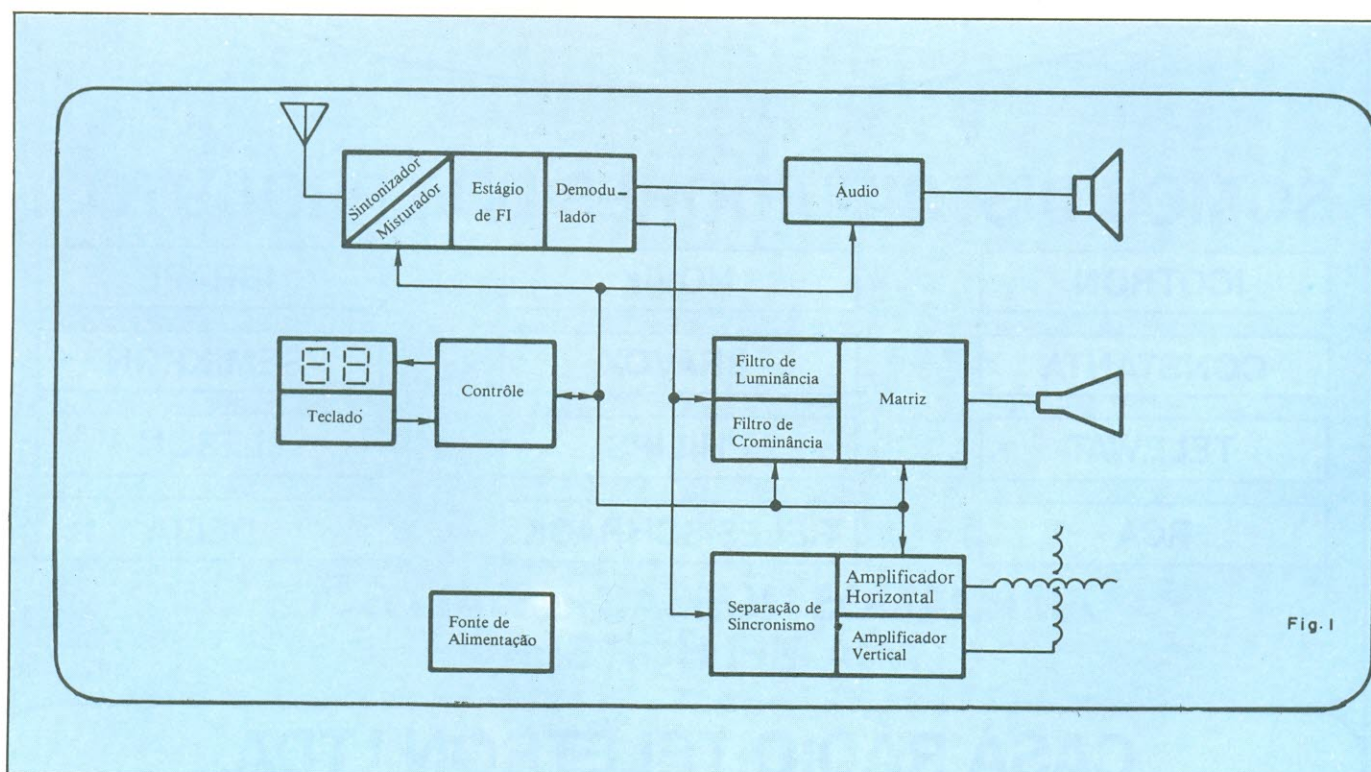 Sintonizador
Misturador
Estágio
de FI
Demodu-
lador
Áudio
88
Teclado
Contrôle
Filtro de
Luminância
Filtro de
Crominância
Matriz
Fonte de
Alimentação
Separação de
Sincronismo
Amplificador
Horizontal
Amplificador
Vertical
Fig. 1